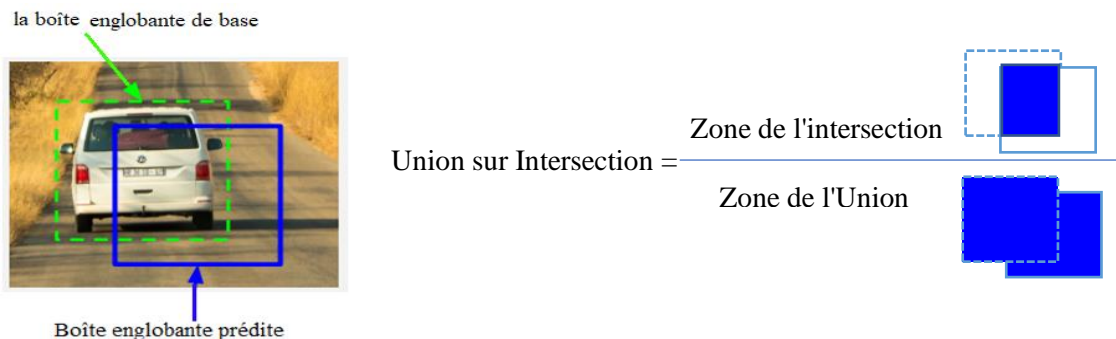 la boîte englobante de base
Boîte englobante prédite
Union sur Intersection =
Zone de l'intersection
Zone de l'Union